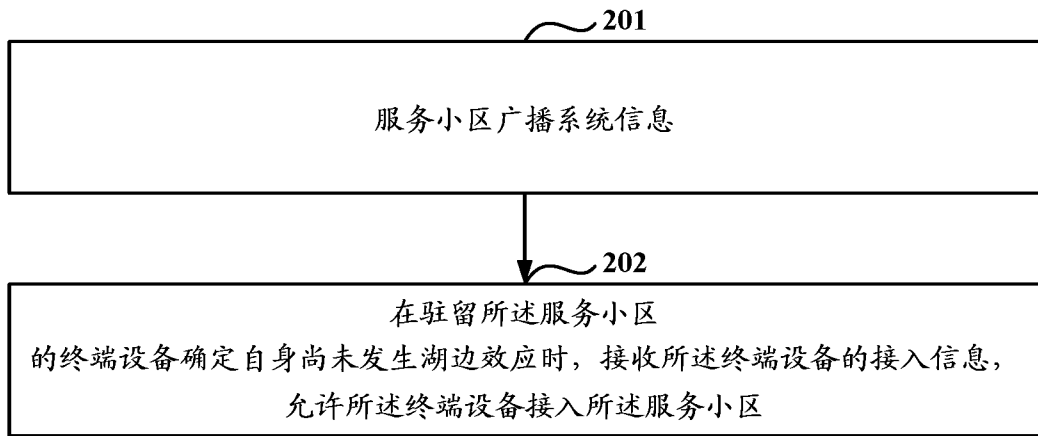 201
服务小区广播系统信息
202
在驻留所述服务小区
的终端设备确定自身尚未发生湖边效应时，接收所述终端设备的接入信息，
允许所述终端设备接入所述服务小区